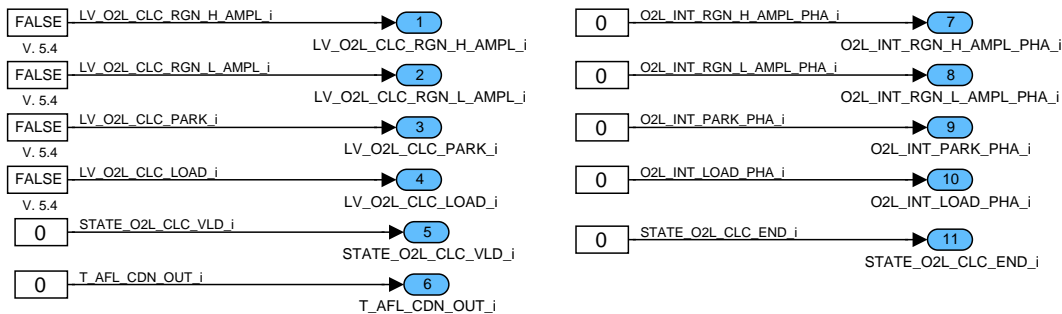 FALSE LV_O2L_CLC_RGN_H_AMPL_i 1
V. 5.4 LV_O2L_CLC_RGN_H_AMPL_i
FALSE LV_O2L_CLC_RGN_L_AMPL_i 2
V. 5.4 LV_O2L_CLC_RGN_L_AMPL_i
FALSE LV_O2L_CLC_PARK_i 3
V. 5.4 LV_O2L_CLC_PARK_i
FALSE LV_O2L_CLC_LOAD_i 4
V. 5.4 LV_O2L_CLC_LOAD_i
0 STATE_O2L_CLC_VLD_i 5
STATE_O2L_CLC_VLD_i
0 T_AFL_CDN_OUT_i 6
T_AFL_CDN_OUT_i
0 O2L_INT_RGN_H_AMPL_PHA_i 7
O2L_INT_RGN_H_AMPL_PHA_i
0 O2L_INT_RGN_L_AMPL_PHA_i 8
O2L_INT_RGN_L_AMPL_PHA_i
0 O2L_INT_PARK_PHA_i 9
O2L_INT_PARK_PHA_i
0 O2L_INT_LOAD_PHA_i 10
O2L_INT_LOAD_PHA_i
0 STATE_O2L_CLC_END_i 11
STATE_O2L_CLC_END_i